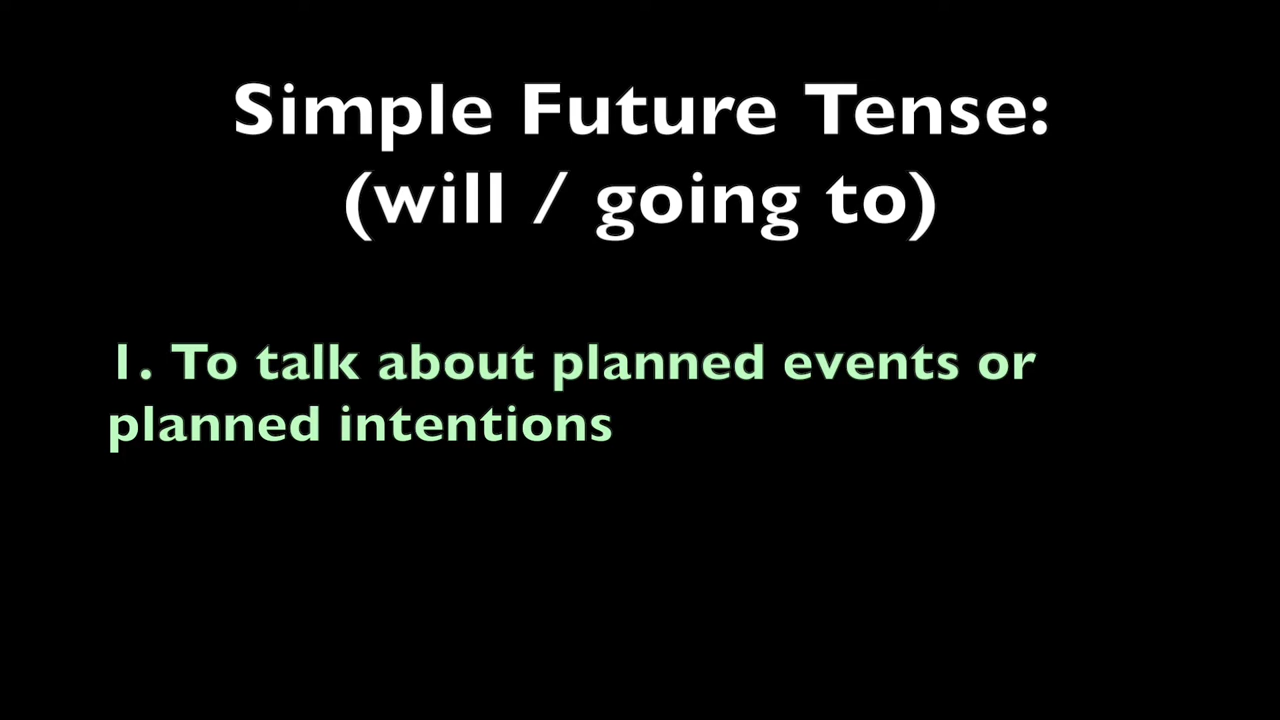 Simple Future Tense:
(will / going to)
1. To talk about planned events or
planned intentions